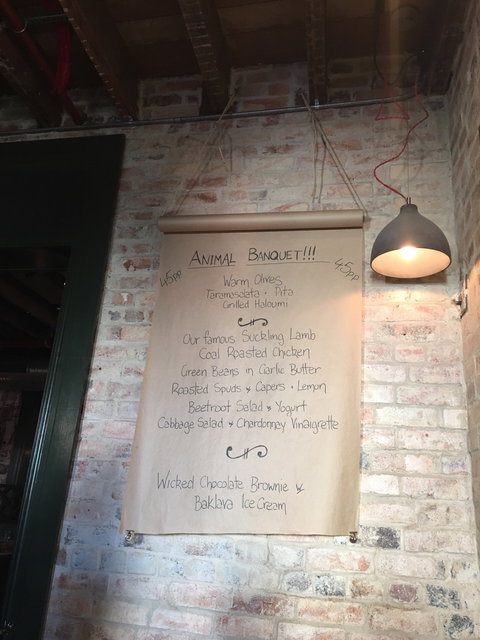 ANIMAL BANQUET!!!
45pp
45pp
Warm Olives
Taramasalata + Pita
Grilled Haloumi
Our famous Suckling Lamb
Coal Roasted Chicken
Green Beans in Garlic Butter
Roasted Spuds & Capers + Lemon
Beetroot Salad & Yogurt
Cabbage Salad & Chardonnay Vinaigrette
Wicked Chocolate Brownie &
Baklava Ice Cream